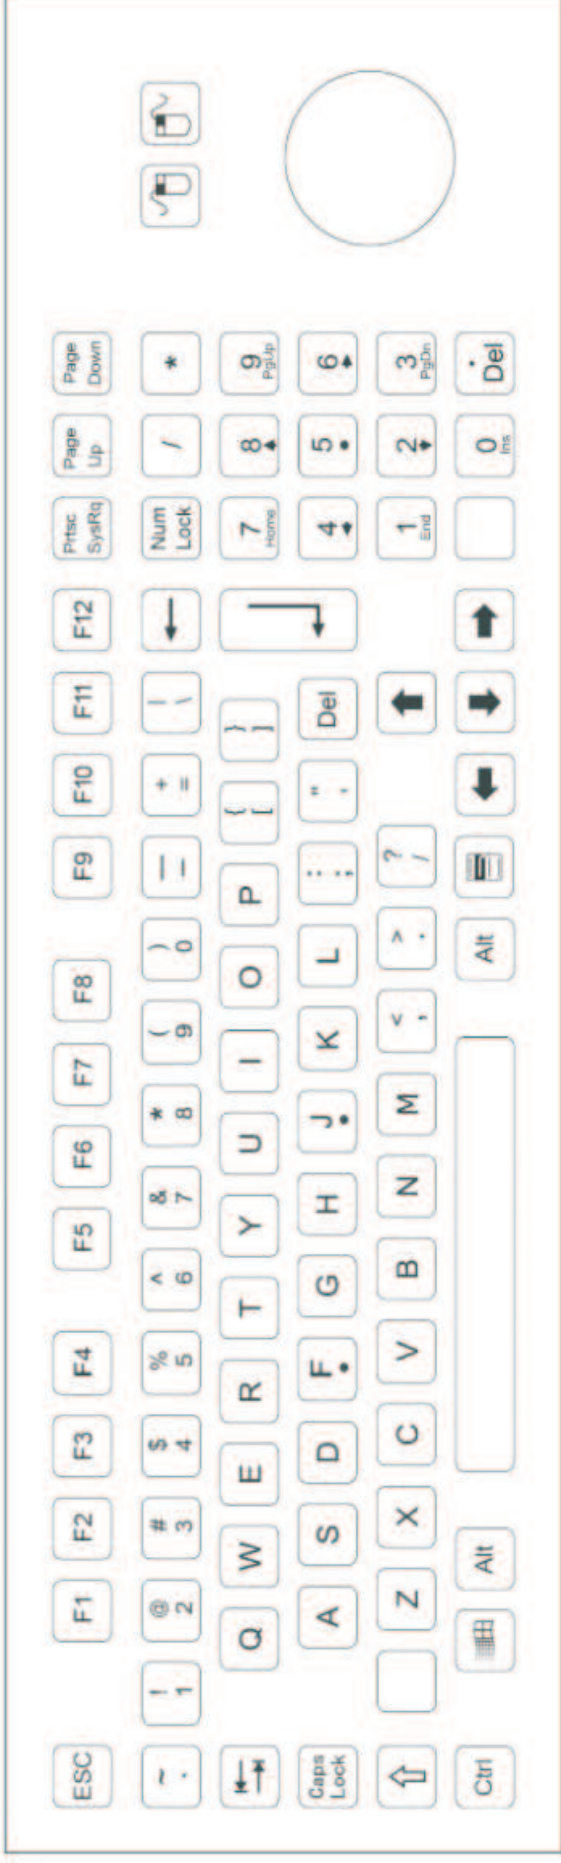 ESC F1 F2 F3 F4 F5 F6 F7 F8 F9 F10 F11 F12 Prtsc SysRq Page Up Page Down
~ . ! 1 @ 2 # 3 $ 4 % 5 ^ 6 & 7 * 8 ( 9 ) 0 — – + = | \ ← Num Lock / *
Q W E R T Y U I O P { [ } ] 7 Home 8 ▲ 9 PgUp
Caps Lock A S D F • G H J • K L : ; " ' Del 4 ◄ 5 • 6 ►
⇧ Z X C V B N M < , > . ? / ↑ 1 End 2 ▼ 3 PgDn
Ctrl Alt Alt ← ↓ → 0 Ins . Del